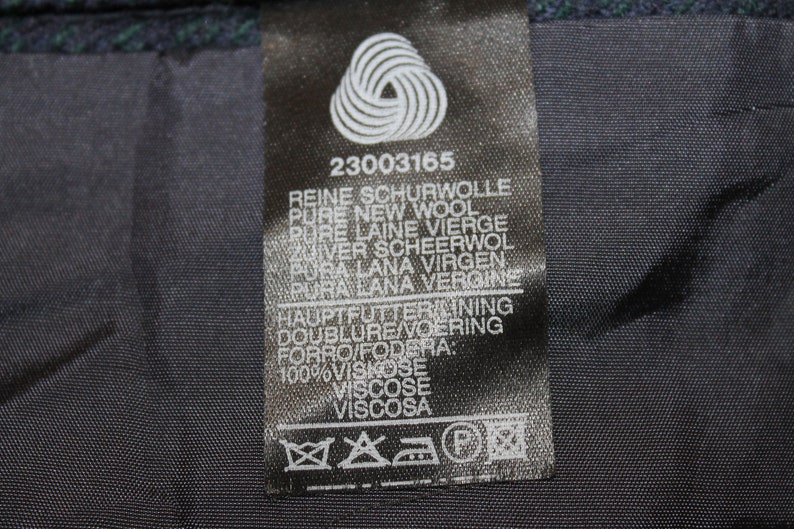 23003165
REINE SCHURWOLLE
PURE NEW WOOL
PURE LAINE VIERGE
ZUIVER SCHEERWOL
PURA LANA VIRGEN
PURA LANA VERGINE
HAUPTFUTTER/LINING
DOUBLURE/VOERING
FORRO/FODERA:
100%VISKOSE
VISCOSE
VISCOSA
P